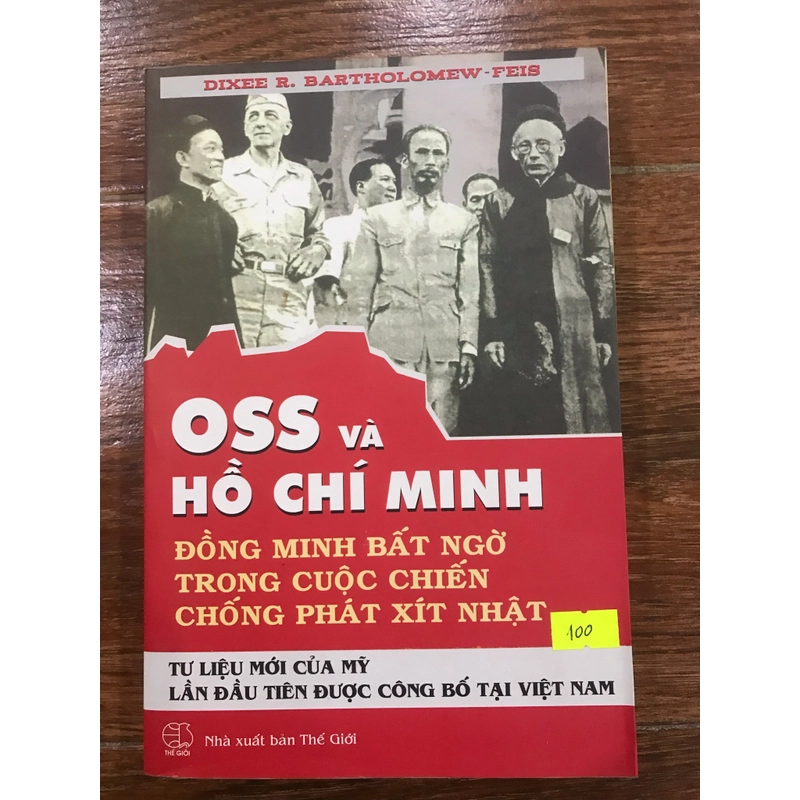 DIXEE R. BARTHOLOMEW-FEIS
OSS VÀ
HỒ CHÍ MINH
ĐỒNG MINH BẤT NGỜ
TRONG CUỘC CHIẾN
CHỐNG PHÁT XÍT NHẬT
100
TƯ LIỆU MỚI CỦA MỸ
LẦN ĐẦU TIÊN ĐƯỢC CÔNG BỐ TẠI VIỆT NAM
THẾ GIỚI
Nhà xuất bản Thế Giới